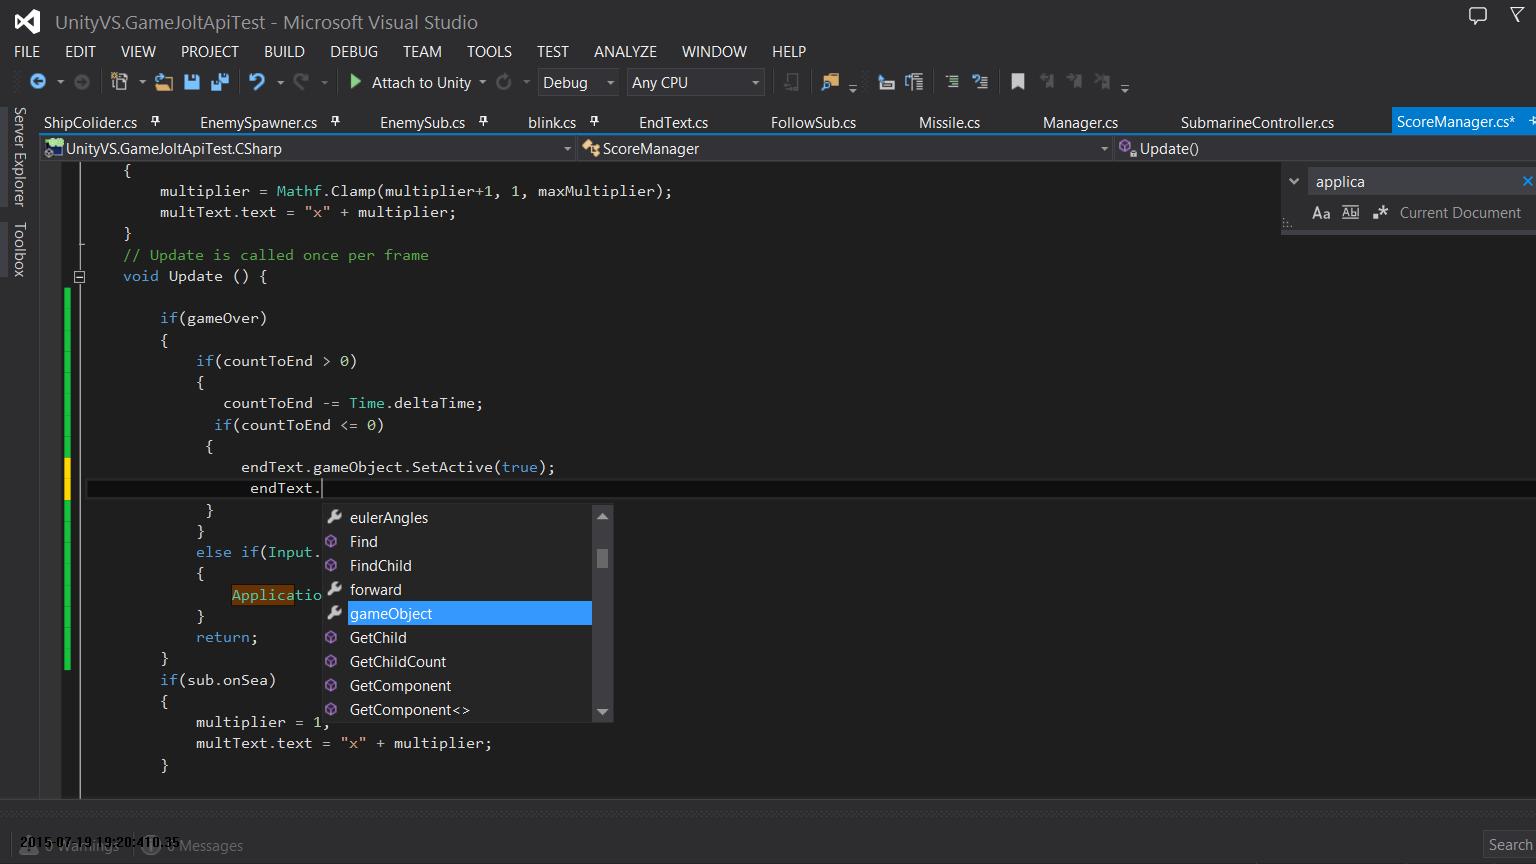 UnityVS.GameJoltApiTest - Microsoft Visual Studio
FILE EDIT VIEW PROJECT BUILD DEBUG TEAM TOOLS TEST ANALYZE WINDOW HELP
Attach to Unity Debug Any CPU
Server Explorer
Toolbox
ShipColider.cs EnemySpawner.cs EnemySub.cs blink.cs EndText.cs FollowSub.cs Missile.cs Manager.cs SubmarineController.cs ScoreManager.cs*
UnityVS.GameJoltApiTest.CSharp ScoreManager Update()
applica
Aa Abl .* Current Document
{
multiplier = Mathf.Clamp(multiplier+1, 1, maxMultiplier);
multText.text = "x" + multiplier;
}
// Update is called once per frame
void Update () {
if(gameOver)
{
if(countToEnd > 0)
{
countToEnd -= Time.deltaTime;
if(countToEnd <= 0)
{
endText.gameObject.SetActive(true);
endText.
}
}
else if(Input.
{
Applicatio
}
return;
}
if(sub.onSea)
{
multiplier = 1;
multText.text = "x" + multiplier;
}
eulerAngles
Find
FindChild
forward
gameObject
GetChild
GetChildCount
GetComponent
GetComponent<>
2015-07-19 19:20:410.35
0 Warnings 0 Messages
Search